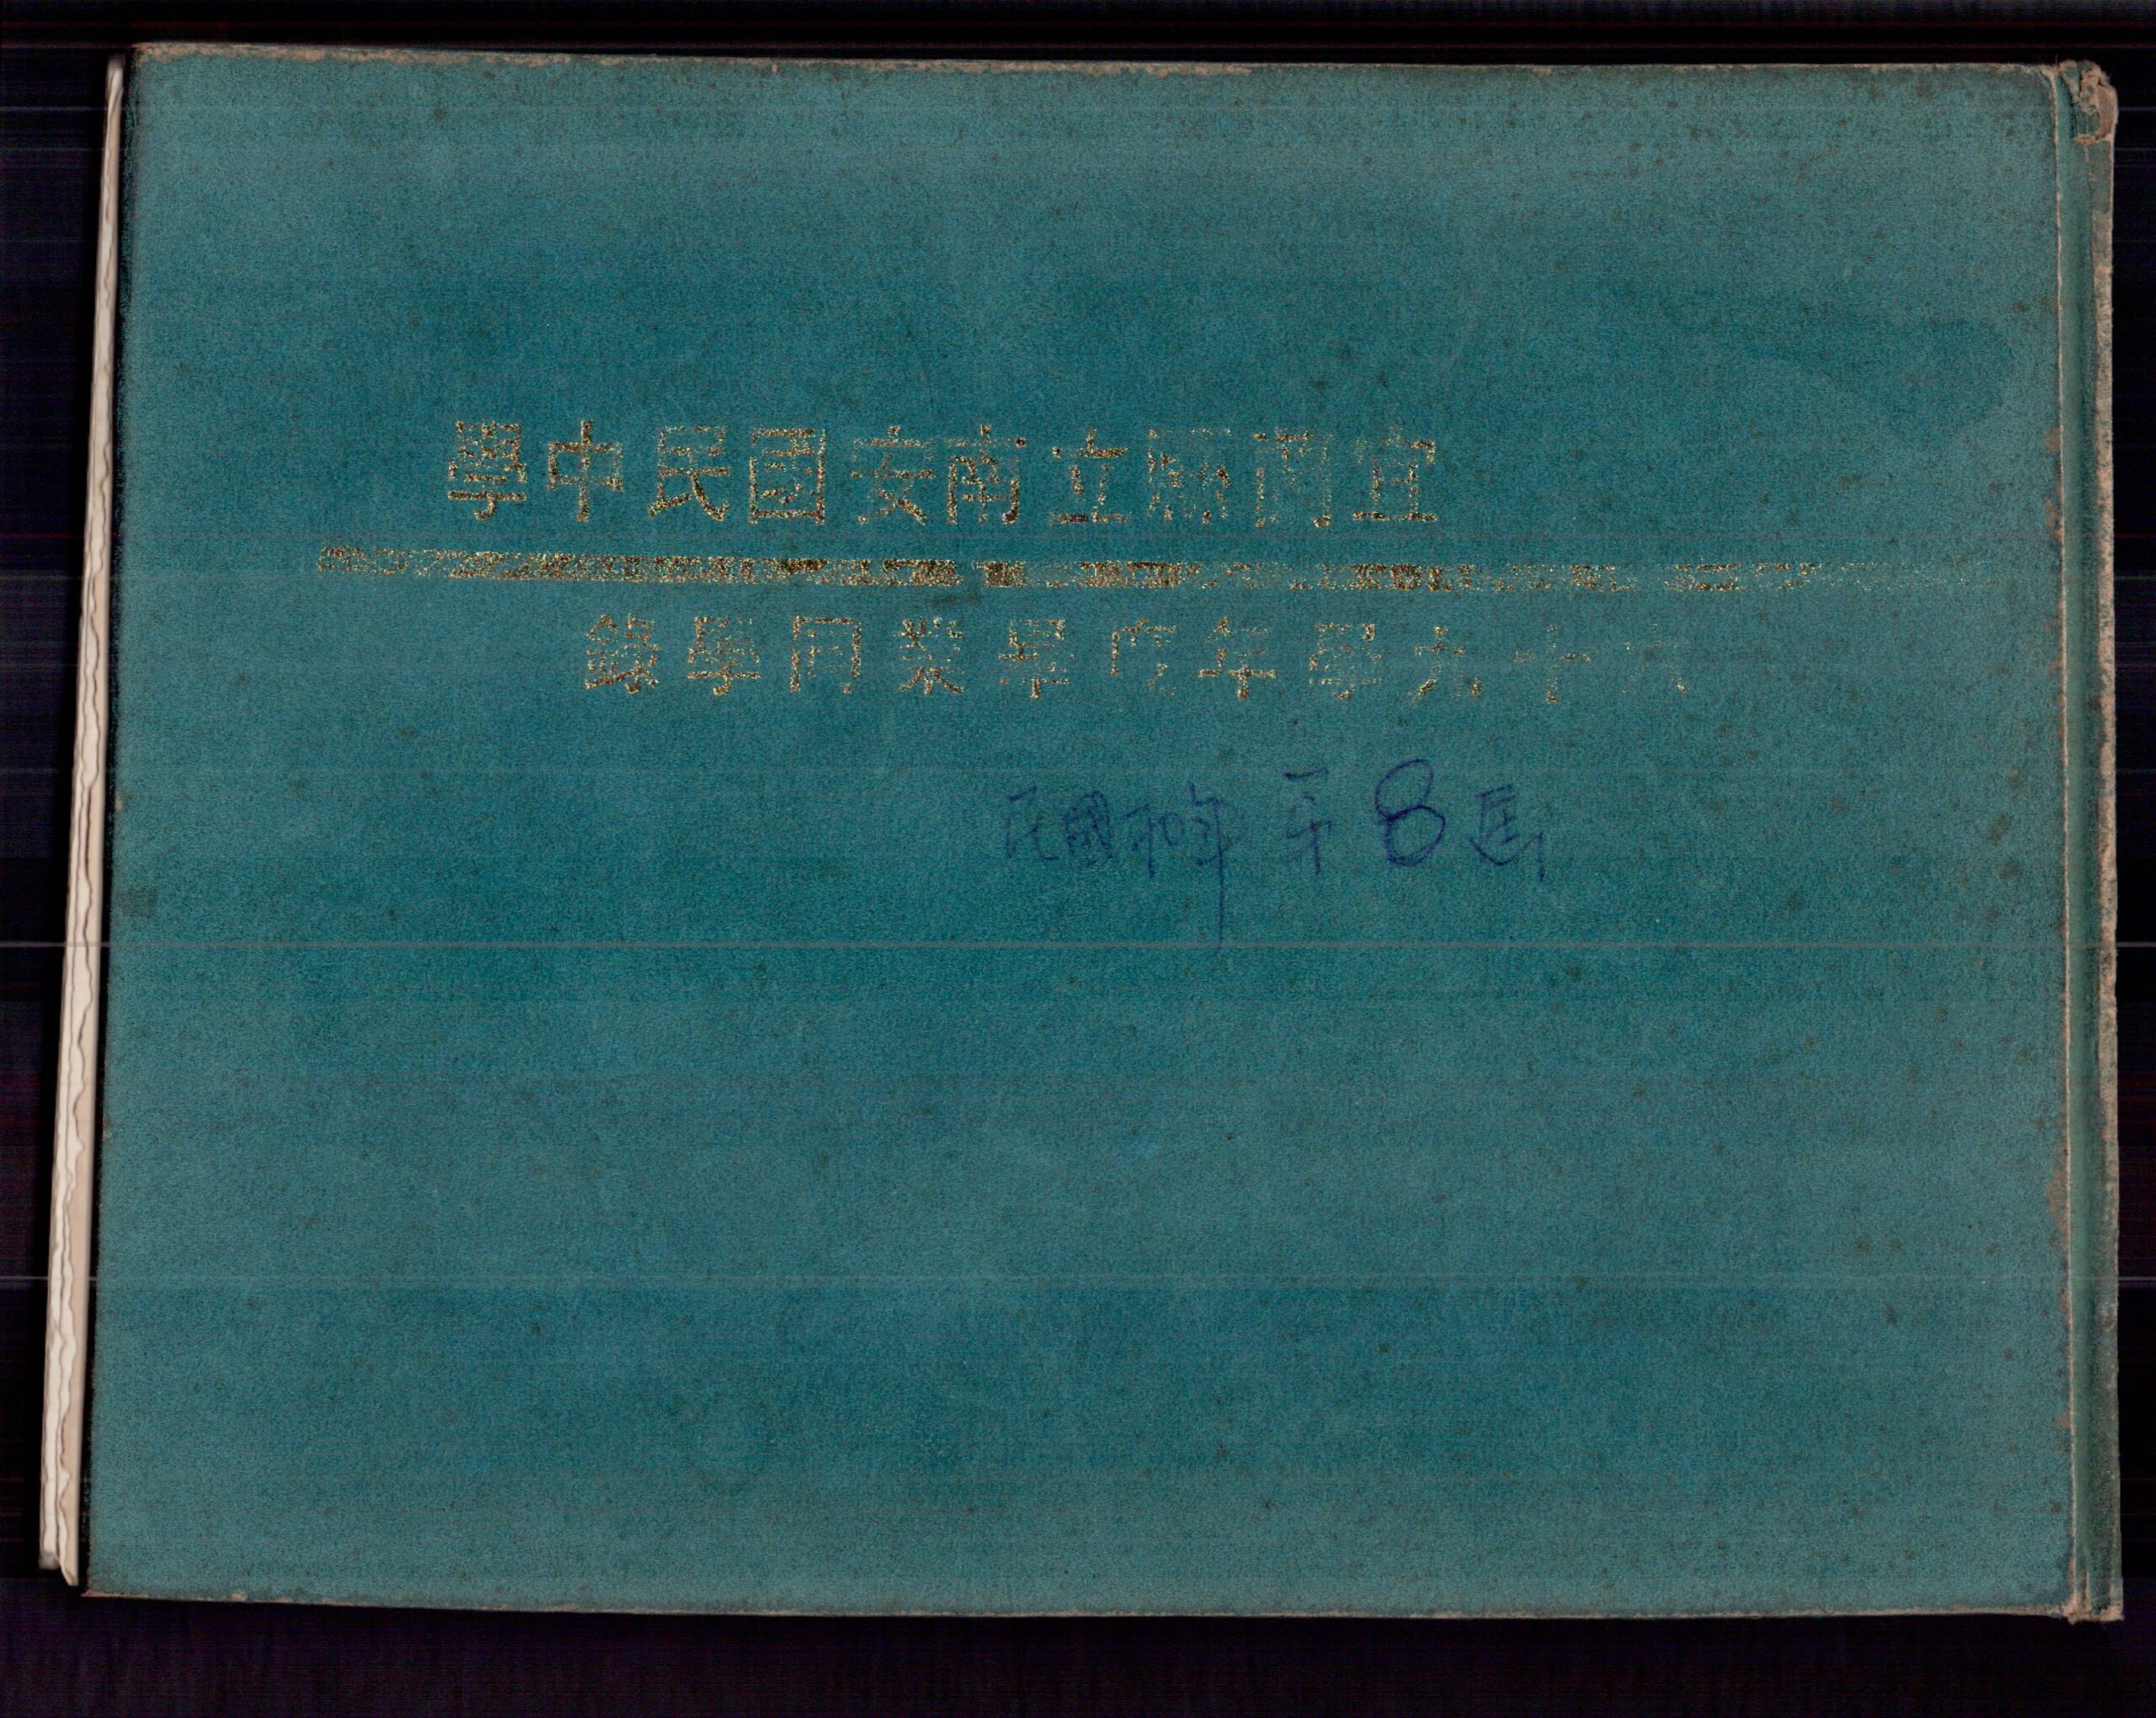 宜蘭縣立南安國民中學
六十九學年度畢業同學錄
民國70年 第8屆